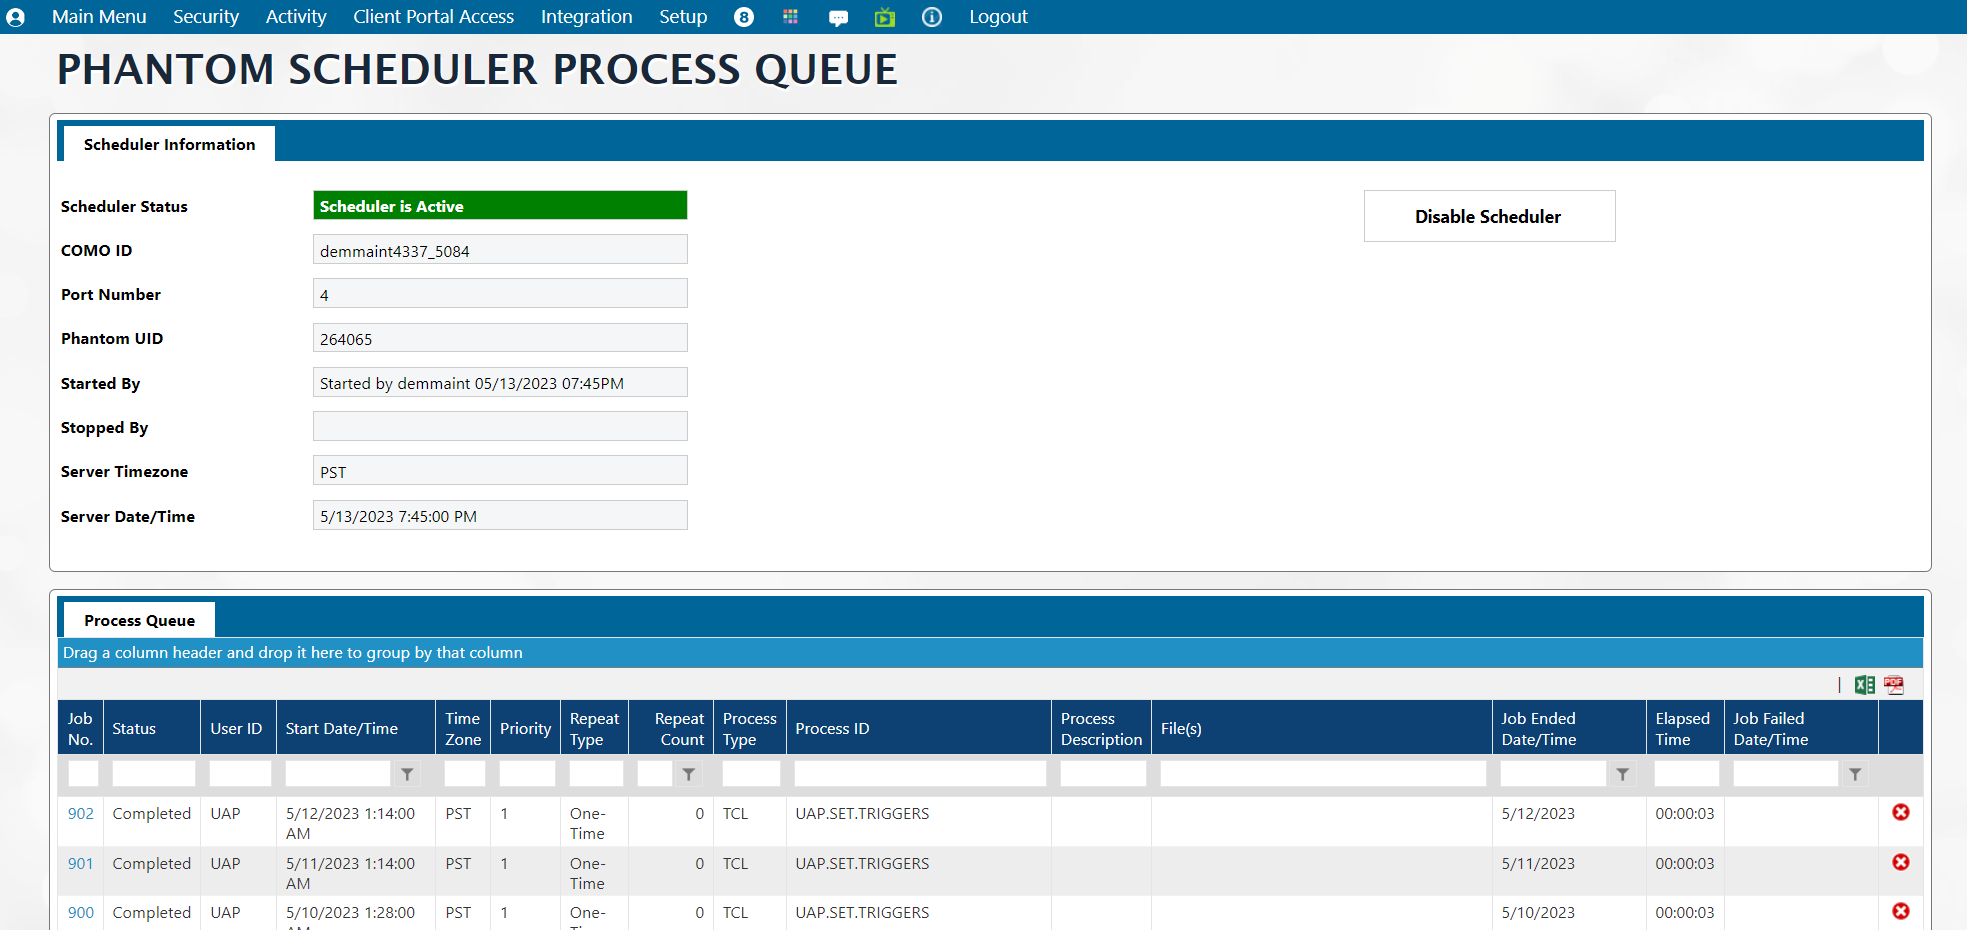 Main Menu Security Activity Client Portal Access Integration Setup 8 Logout
PHANTOM SCHEDULER PROCESS QUEUE
Scheduler Information
Scheduler Status Scheduler is Active Disable Scheduler
COMO ID demmaint4337_5084
Port Number 4
Phantom UID 264065
Started By Started by demmaint 05/13/2023 07:45PM
Stopped By
Server Timezone PST
Server Date/Time 5/13/2023 7:45:00 PM
Process Queue
Drag a column header and drop it here to group by that column
| X PDF
Job No. Status User ID Start Date/Time Time Zone Priority Repeat Type Repeat Count Process Type Process ID Process Description File(s) Job Ended Date/Time Elapsed Time Job Failed Date/Time
902 Completed UAP 5/12/2023 1:14:00 AM PST 1 One-Time 0 TCL UAP.SET.TRIGGERS 5/12/2023 00:00:03
901 Completed UAP 5/11/2023 1:14:00 AM PST 1 One-Time 0 TCL UAP.SET.TRIGGERS 5/11/2023 00:00:03
900 Completed UAP 5/10/2023 1:28:00 AM PST 1 One-Time 0 TCL UAP.SET.TRIGGERS 5/10/2023 00:00:03